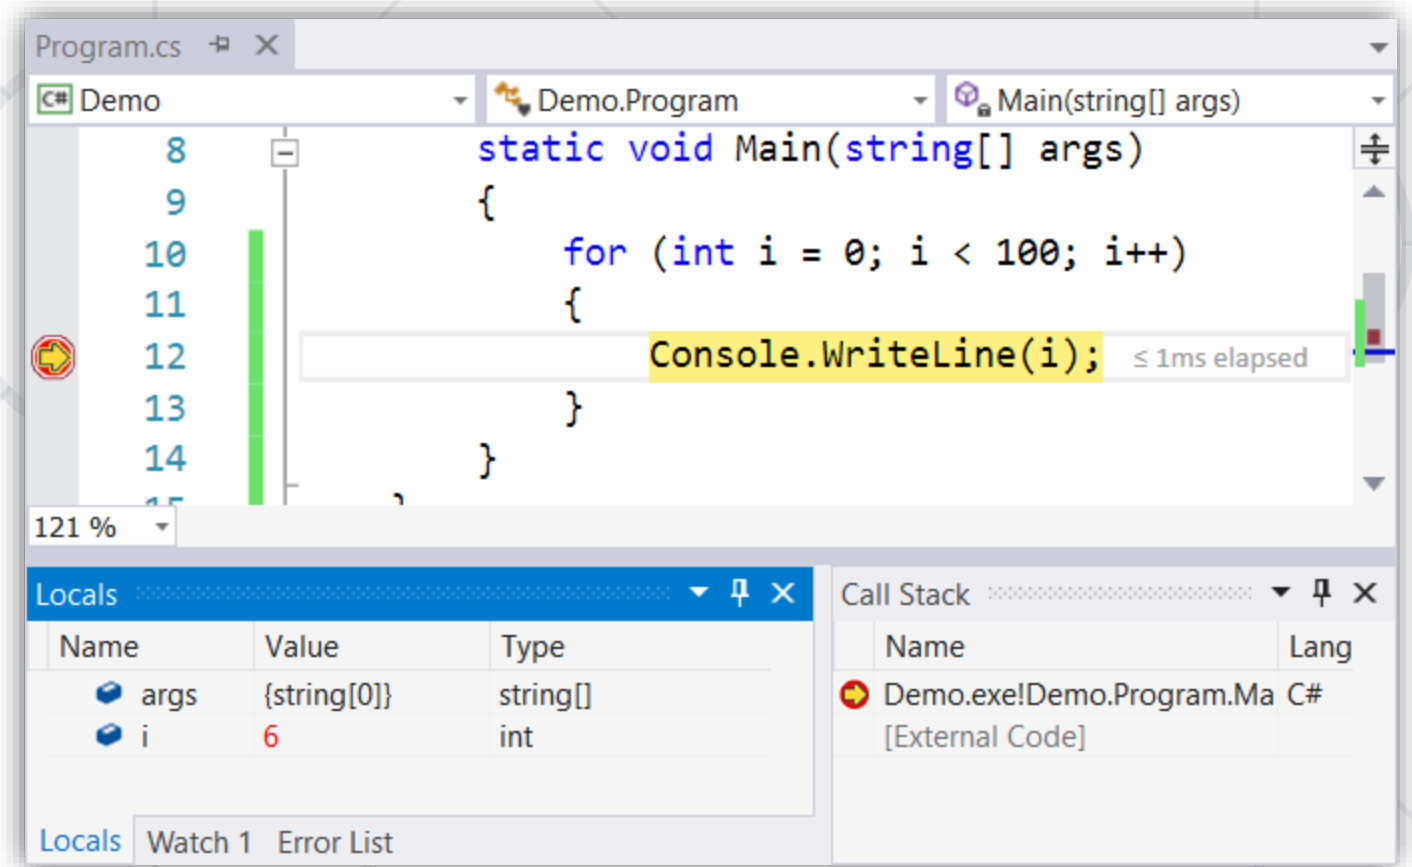 Program.cs
C# Demo Demo.Program Main(string[] args)
8 static void Main(string[] args)
9 {
10 for (int i = 0; i < 100; i++)
11 {
12 Console.WriteLine(i); ≤ 1ms elapsed
13 }
14 }
15 }
121 %
Locals
Name Value Type
args {string[0]} string[]
i 6 int
Locals Watch 1 Error List
Call Stack
Name Lang
Demo.exe!Demo.Program.Ma C#
[External Code]